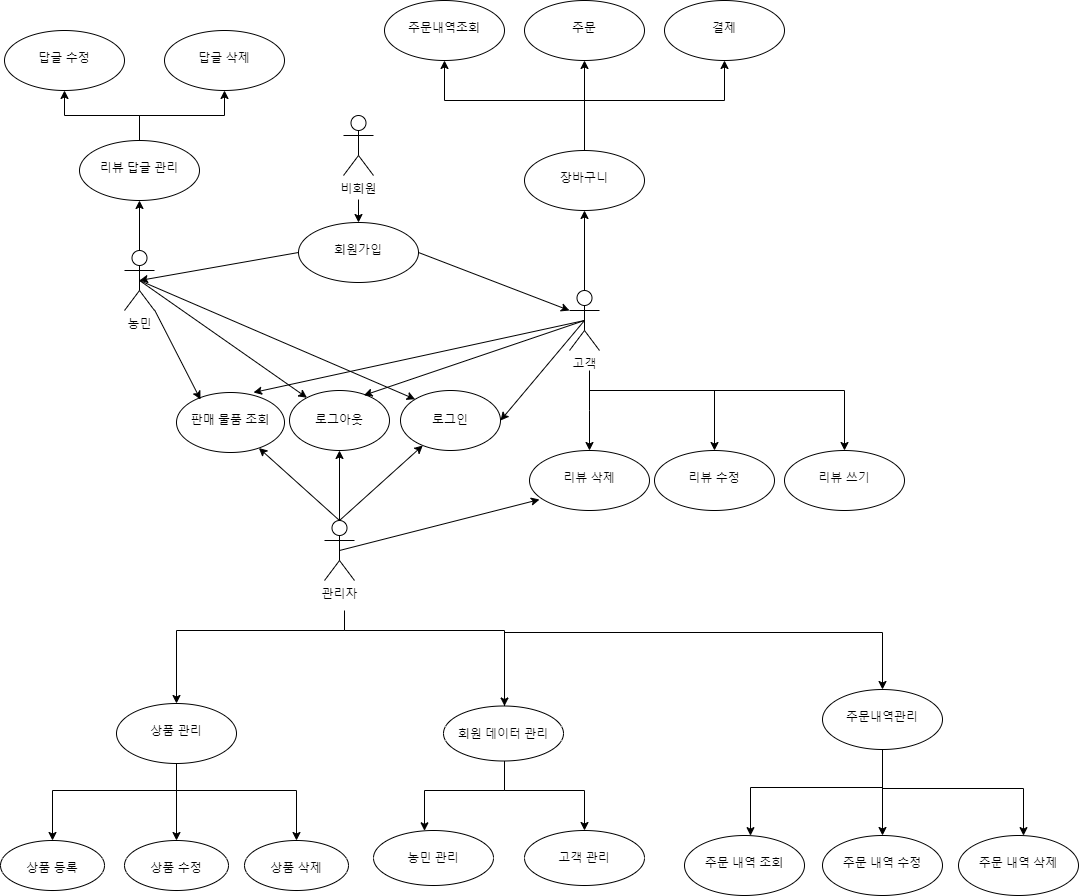 주문내역조회
주문
결제
답글 수정
답글 삭제
리뷰 답글 관리
비회원
장바구니
회원가입
농민
고객
판매 물품 조회
로그아웃
로그인
리뷰 삭제
리뷰 수정
리뷰 쓰기
관리자
상품 관리
회원 데이터 관리
주문내역관리
상품 등록
상품 수정
상품 삭제
농민 관리
고객 관리
주문 내역 조회
주문 내역 수정
주문 내역 삭제